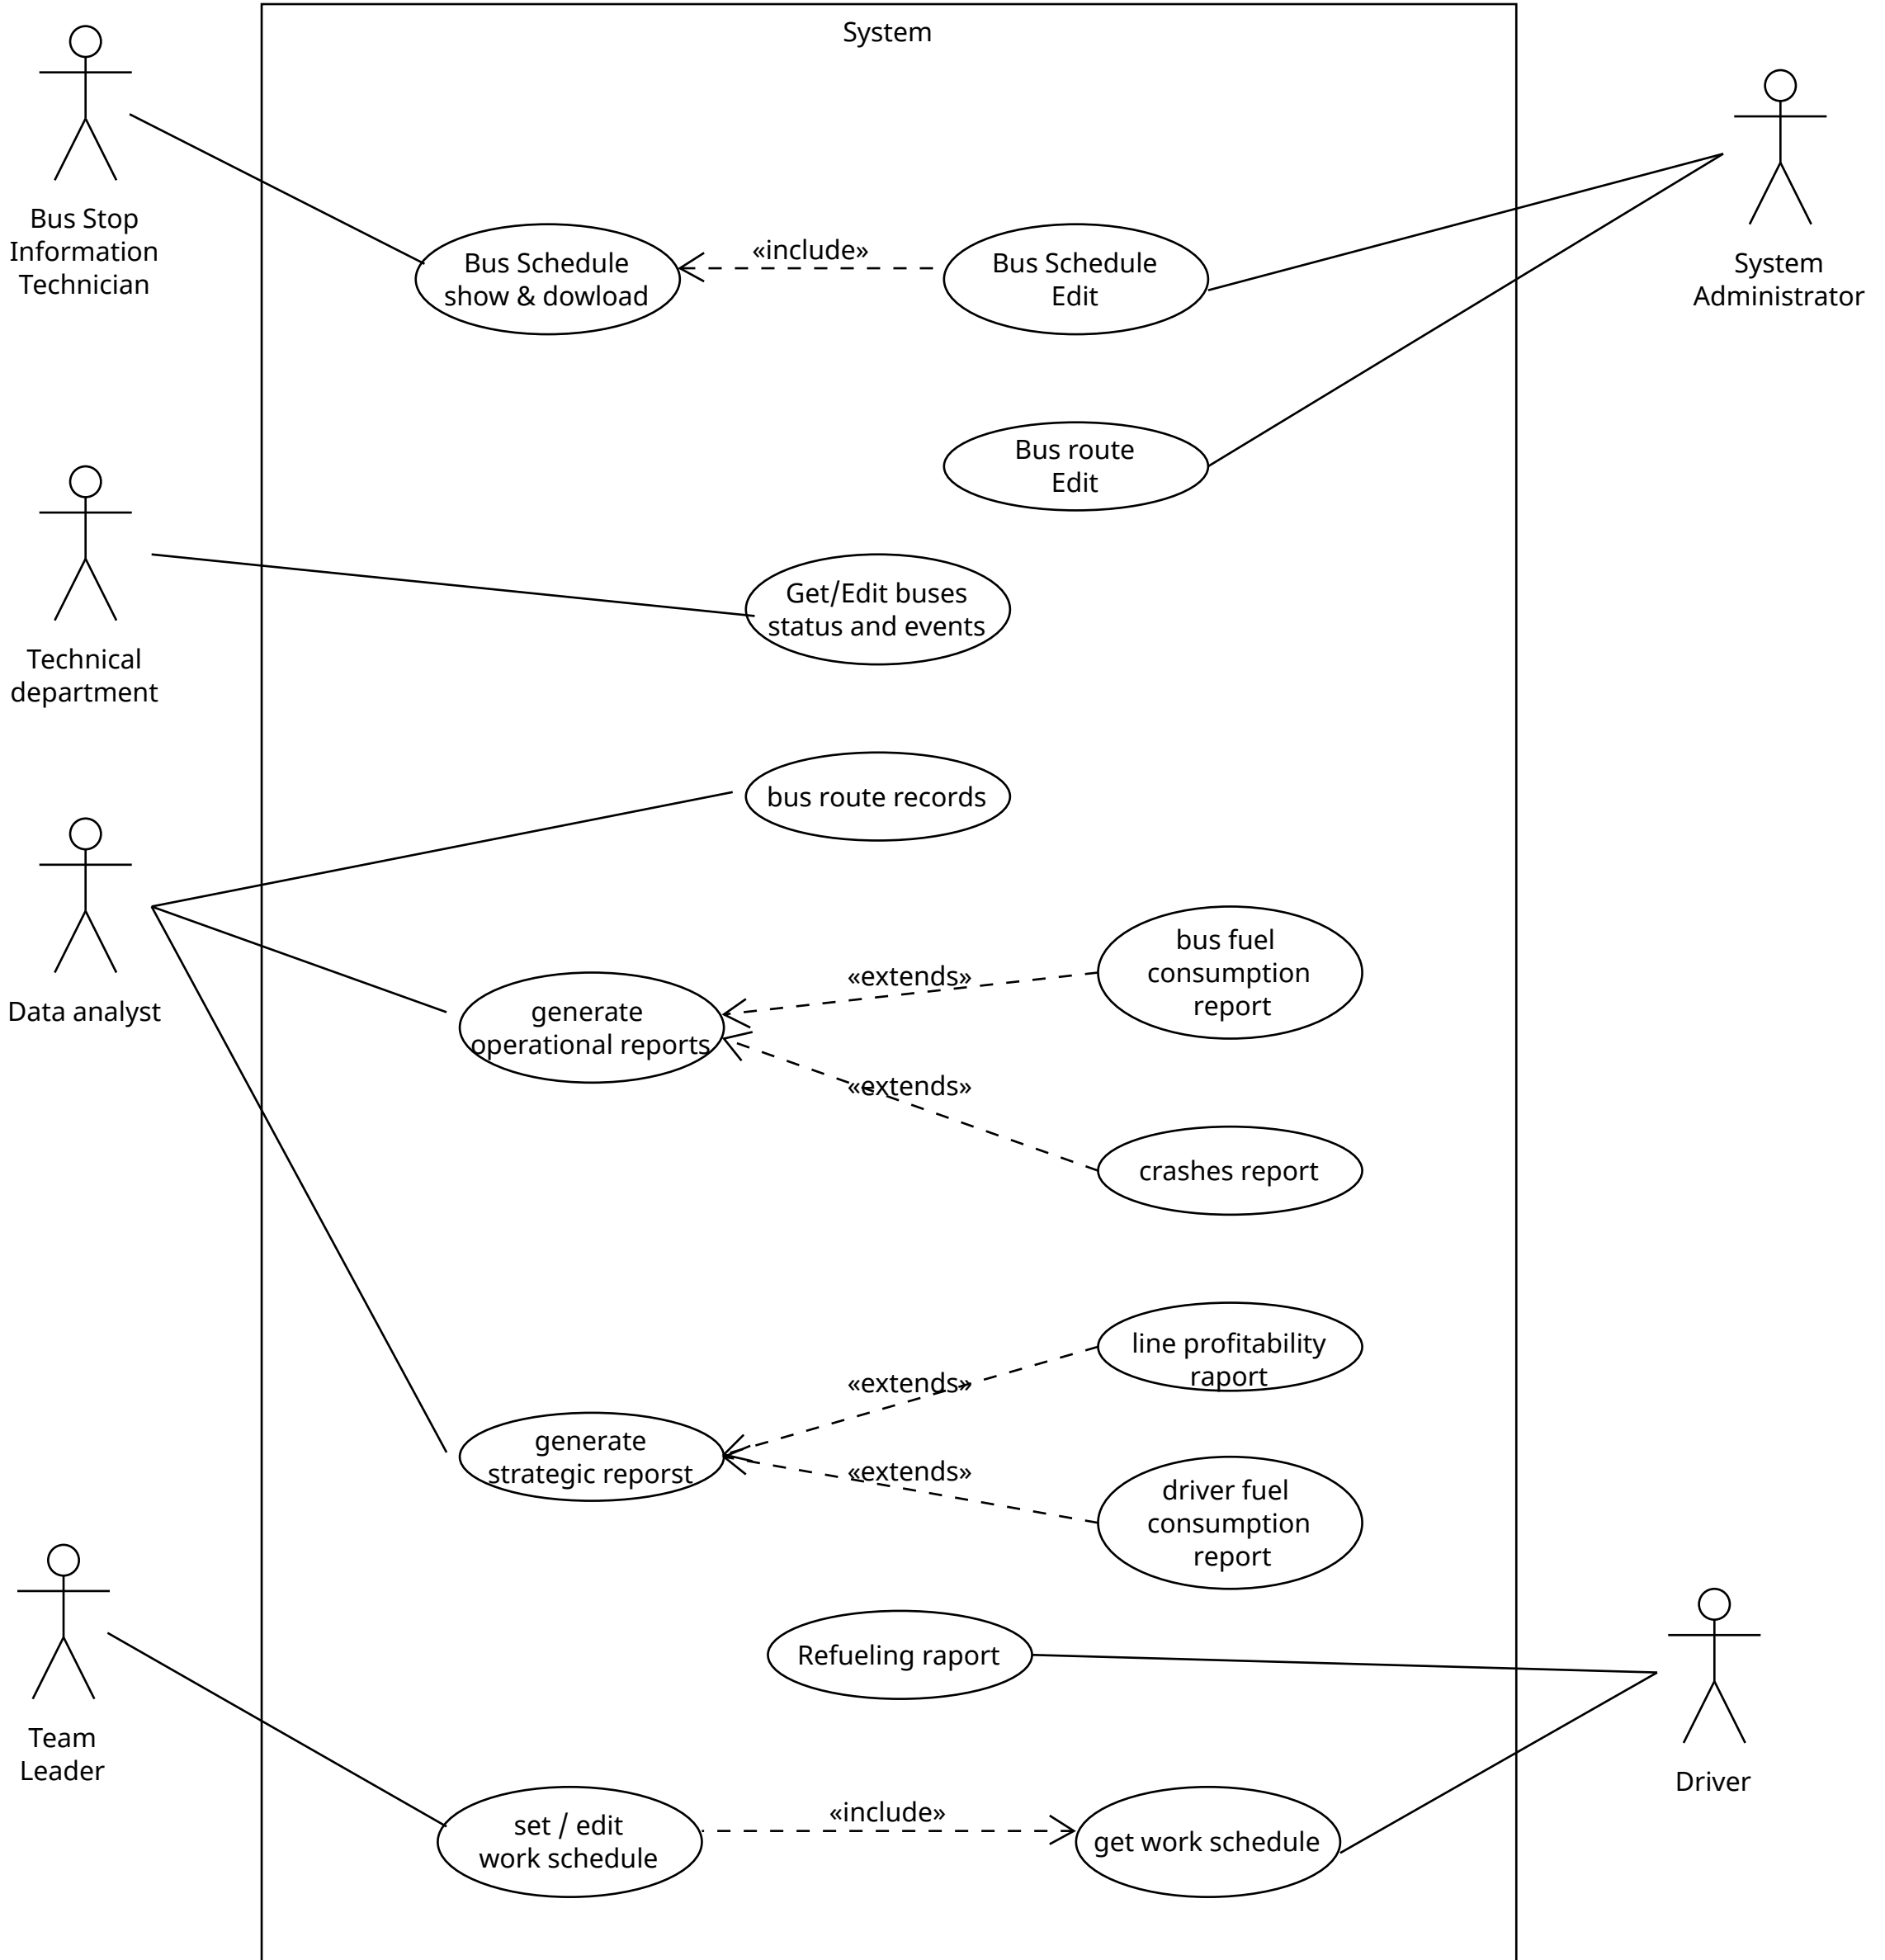 System
Bus Stop
Information
Technician
System
Administrator
Bus Schedule
show & dowload
«include»
Bus Schedule
Edit
Bus route
Edit
Technical
department
Get/Edit buses
status and events
bus route records
Data analyst
generate
operational reports
«extends»
bus fuel
consumption
report
«extends»
crashes report
line profitability
raport
«extends»
generate
strategic reporst
«extends»
driver fuel
consumption
report
Refueling raport
Team
Leader
Driver
set / edit
work schedule
«include»
get work schedule